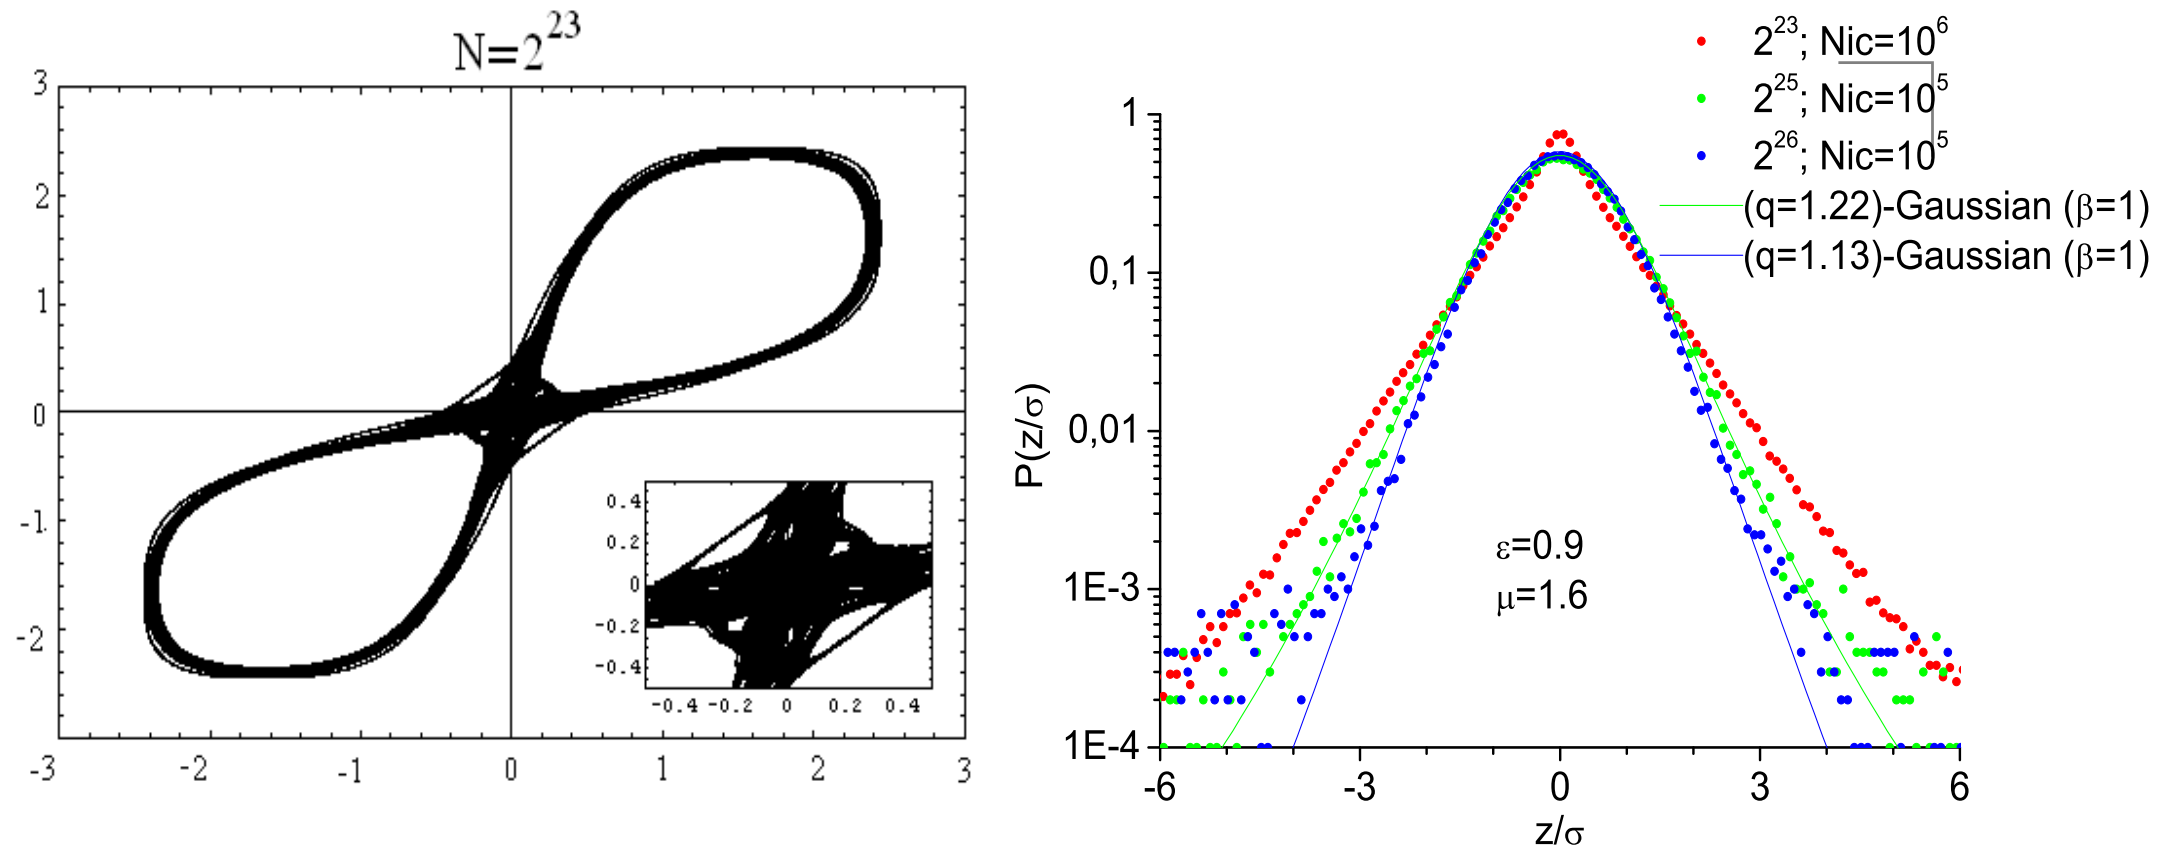 N=2^23
3
2
1
0
-1
-2
-3 -2 -1 0 1 2 3
0.4
0.2
0
-0.2
-0.4
-0.4 -0.2 0 0.2 0.4
2^23; Nic=10^6
2^25; Nic=10^5
2^26; Nic=10^5
(q=1.22)-Gaussian (β=1)
(q=1.13)-Gaussian (β=1)
1
0,1
0,01
1E-3
1E-4
P(z/σ)
ε=0.9
μ=1.6
-6 -3 0 3 6
z/σ